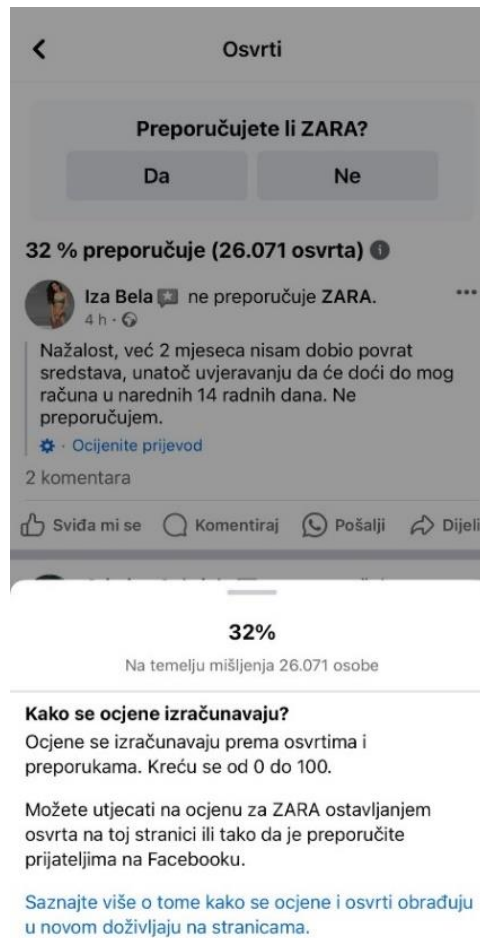 Osvrti
Preporučujete li ZARA?
Da
Ne
32 % preporučuje (26.071 osvrta)
Iza Bela ne preporučuje ZARA.
4 h ·
Nažalost, već 2 mjeseca nisam dobio povrat
sredstava, unatoč uvjeravanju da će doći do mog
računa u narednih 14 radnih dana. Ne
preporučujem.
· Ocijenite prijevod
2 komentara
Sviđa mi se
Komentiraj
Pošalji
Dijeli
32%
Na temelju mišljenja 26.071 osobe
Kako se ocjene izračunavaju?
Ocjene se izračunavaju prema osvrtima i
preporukama. Kreću se od 0 do 100.
Možete utjecati na ocjenu za ZARA ostavljanjem
osvrta na toj stranici ili tako da je preporučite
prijateljima na Facebooku.
Saznajte više o tome kako se ocjene i osvrti obrađuju
u novom doživljaju na stranicama.